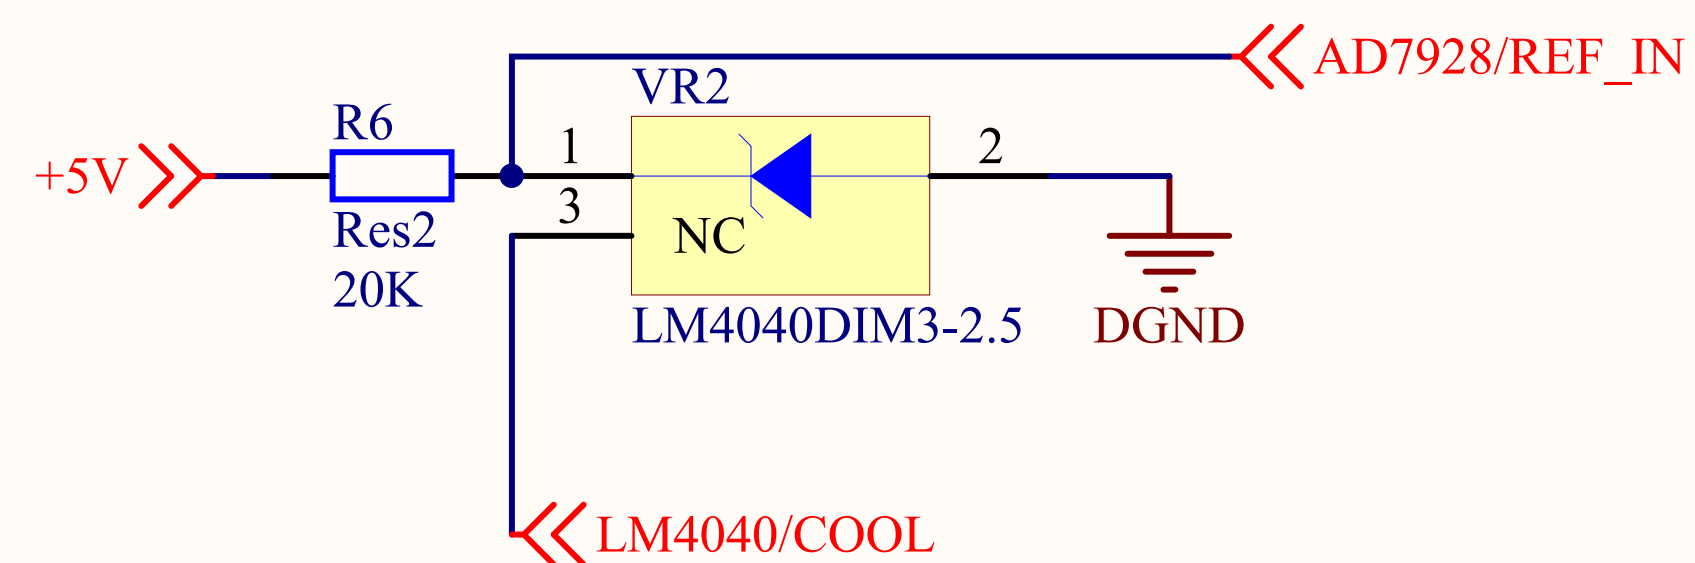 AD7928/REF_IN
VR2
R6
1
2
+5V
3
Res2
NC
20K
LM4040DIM3-2.5
DGND
LM4040/COOL